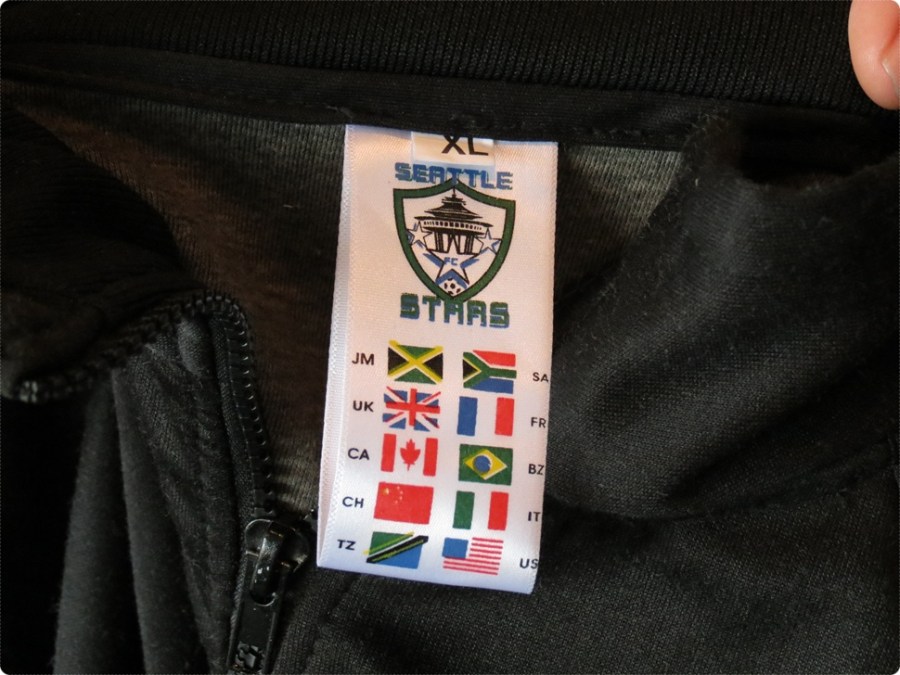 XL
SEATTLE
FC
STARS
JM SA
UK FR
CA BZ
CH IT
TZ US